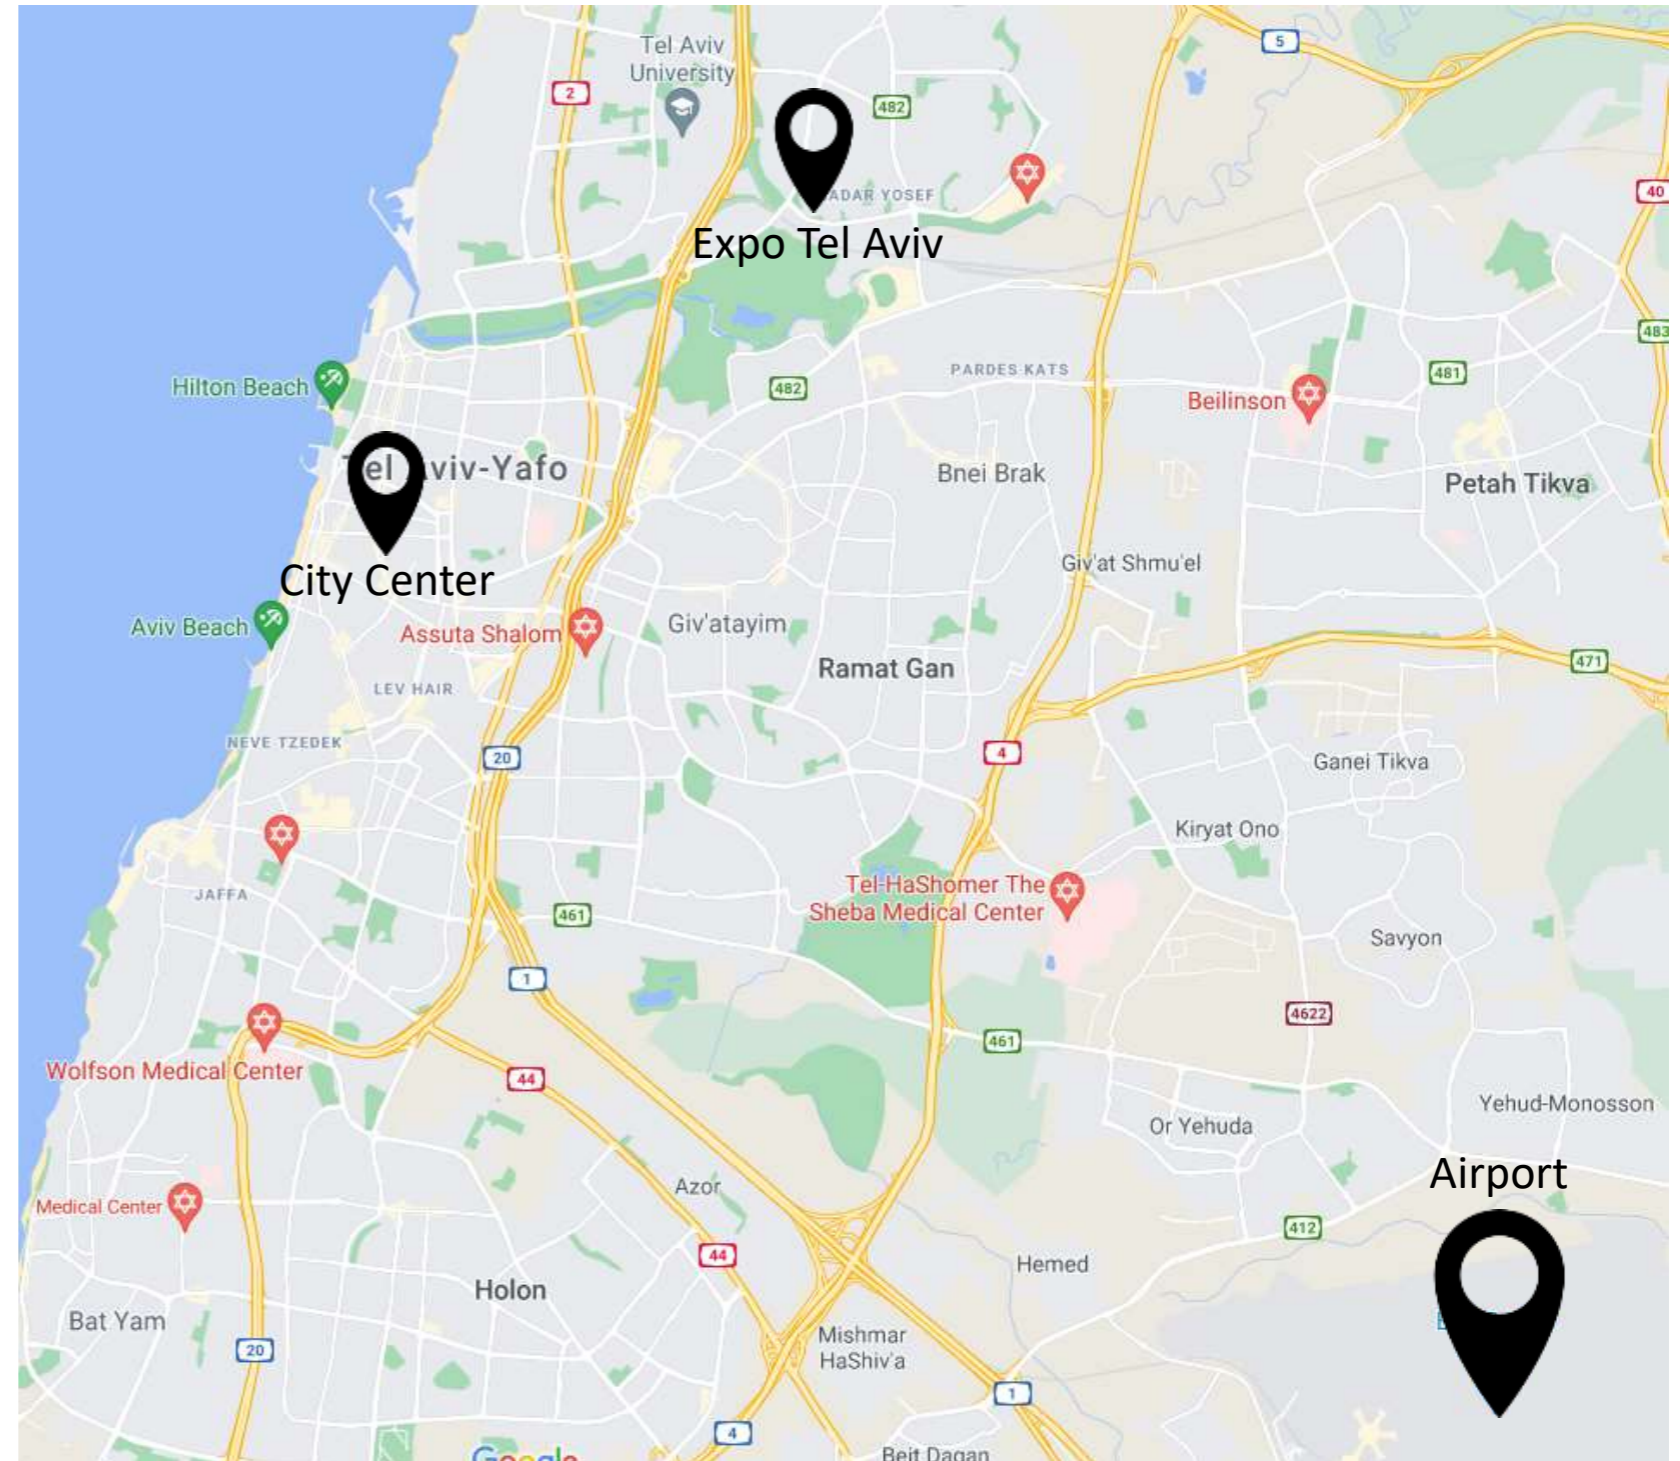 Tel Aviv
University
2
5
482
40
ADAR YOSEF
Expo Tel Aviv
483
Hilton Beach
482
PARDES KATS
481
Beilinson
Tel Aviv-Yafo
Bnei Brak
Petah Tikva
City Center
Giv'at Shmu'el
Aviv Beach
Assuta Shalom
Giv'atayim
Ramat Gan
471
LEV HAIR
NEVE TZEDEK
20
4
Ganei Tikva
Kiryat Ono
JAFFA
461
Tel-HaShomer The
Sheba Medical Center
Savyon
1
4622
Wolfson Medical Center
461
44
Yehud-Monosson
Or Yehuda
Airport
Azor
Medical Center
412
44
Hemed
Holon
Bat Yam
Mishmar
HaShiv'a
20
1
4
Google
Beit Dagan